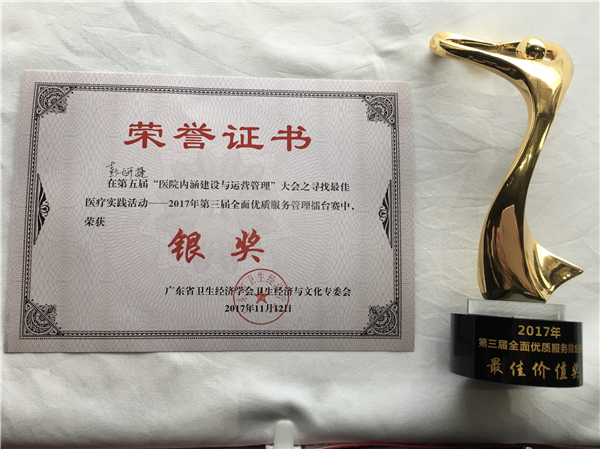 荣誉证书
彭研捷
在第五届“医院内涵建设与运营管理”大会之寻找最佳
医疗实践活动——2017年第三届全面优质服务管理擂台赛中，
荣获
银奖
广东省卫生经济学会卫生经济与文化专委会
2017年11月12日
2017年
第三届全面优质服务擂台
最佳价值奖